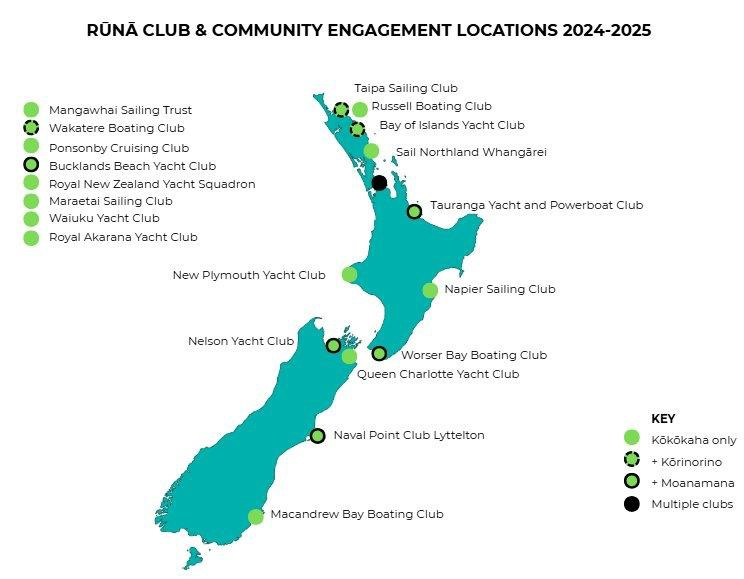 RŪNĀ CLUB & COMMUNITY ENGAGEMENT LOCATIONS 2024-2025
Mangawhai Sailing Trust
Wakatere Boating Club
Ponsonby Cruising Club
Bucklands Beach Yacht Club
Royal New Zealand Yacht Squadron
Maraetai Sailing Club
Waiuku Yacht Club
Royal Akarana Yacht Club
Taipa Sailing Club
Russell Boating Club
Bay of Islands Yacht Club
Sail Northland Whangārei
Tauranga Yacht and Powerboat Club
New Plymouth Yacht Club
Napier Sailing Club
Nelson Yacht Club
Worser Bay Boating Club
Queen Charlotte Yacht Club
Naval Point Club Lyttelton
Macandrew Bay Boating Club
KEY
Kōkōkaha only
+ Kōrinorino
+ Moanamana
Multiple clubs